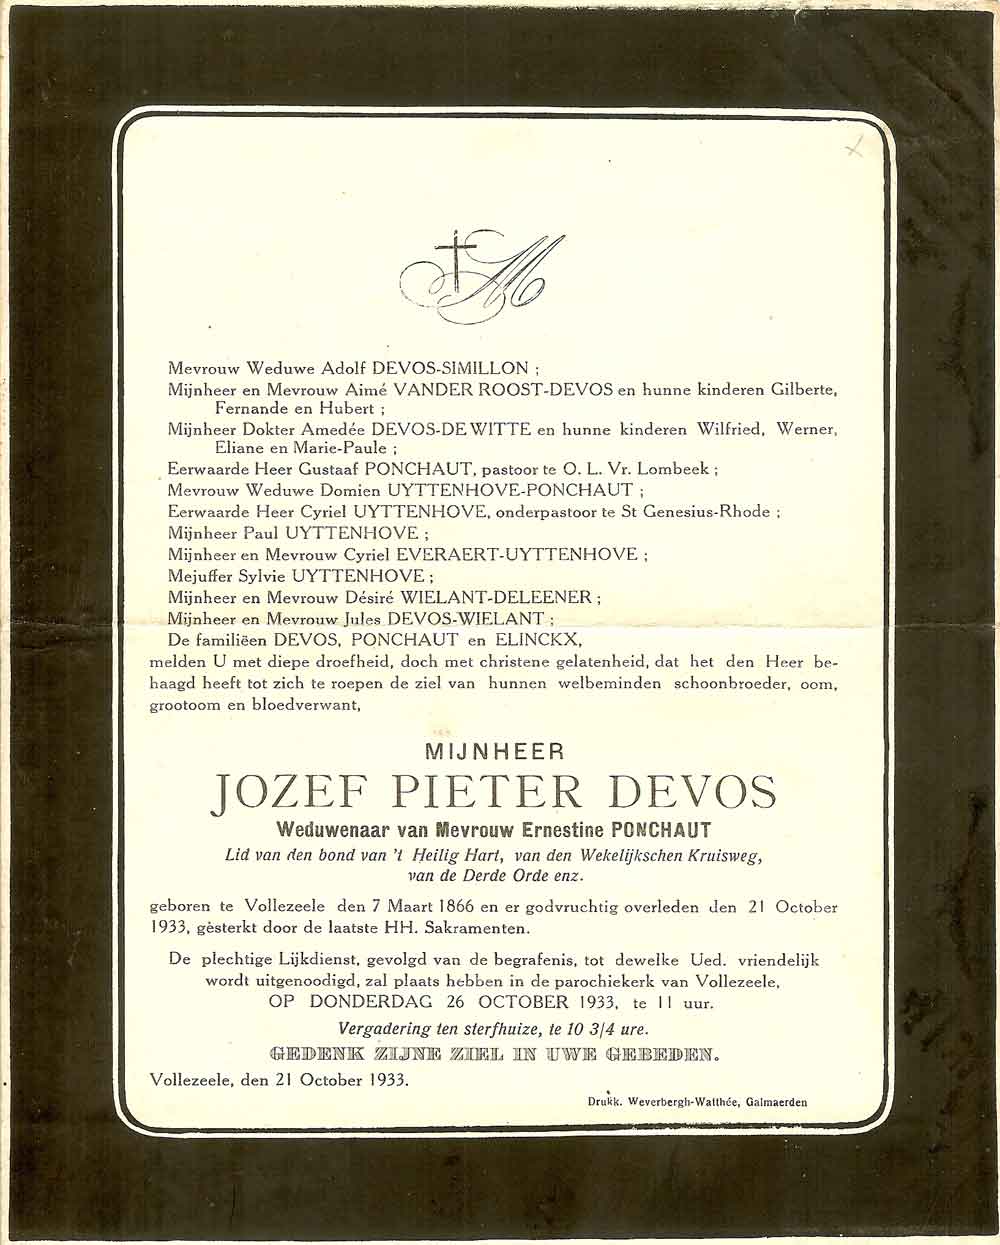 M
Mevrouw Weduwe Adolf DEVOS-SIMILLON ;
Mijnheer en Mevrouw Aimé VANDER ROOST-DEVOS en hunne kinderen Gilberte,
Fernande en Hubert ;
Mijnheer Dokter Amedée DEVOS-DE WITTE en hunne kinderen Wilfried, Werner,
Eliane en Marie-Paule ;
Eerwaarde Heer Gustaaf PONCHAUT, pastoor te O. L. Vr. Lombeek ;
Mevrouw Weduwe Domien UYTTENHOVE-PONCHAUT ;
Eerwaarde Heer Cyriel UYTTENHOVE, onderpastoor te St Genesius-Rhode ;
Mijnheer Paul UYTTENHOVE ;
Mijnheer en Mevrouw Cyriel EVERAERT-UYTTENHOVE ;
Mejuffer Sylvie UYTTENHOVE ;
Mijnheer en Mevrouw Désiré WIELANT-DELEENER ;
Mijnheer en Mevrouw Jules DEVOS-WIELANT ;
De familiëen DEVOS, PONCHAUT en ELINCKX,
melden U met diepe droefheid, doch met christene gelatenheid, dat het den Heer be-
haagd heeft tot zich te roepen de ziel van hunnen welbeminden schoonbroeder, oom,
grootoom en bloedverwant,
MIJNHEER
JOZEF PIETER DEVOS
Weduwenaar van Mevrouw Ernestine PONCHAUT
Lid van den bond van 't Heilig Hart, van den Wekelijkschen Kruisweg,
van de Derde Orde enz.
geboren te Vollezeele den 7 Maart 1866 en er godvruchtig overleden den 21 October
1933, gesterkt door de laatste HH. Sakramenten.
De plechtige Lijkdienst, gevolgd van de begrafenis, tot dewelke Ued. vriendelijk
wordt uitgenoodigd, zal plaats hebben in de parochiekerk van Vollezeele,
OP DONDERDAG 26 OCTOBER 1933, te 11 uur.
Vergadering ten sterfhuize, te 10 3/4 ure.
GEDENK ZIJNE ZIEL IN UWE GEBEDEN.
Vollezeele, den 21 October 1933.
Drukk. Weverbergh-Watthée, Galmaerden